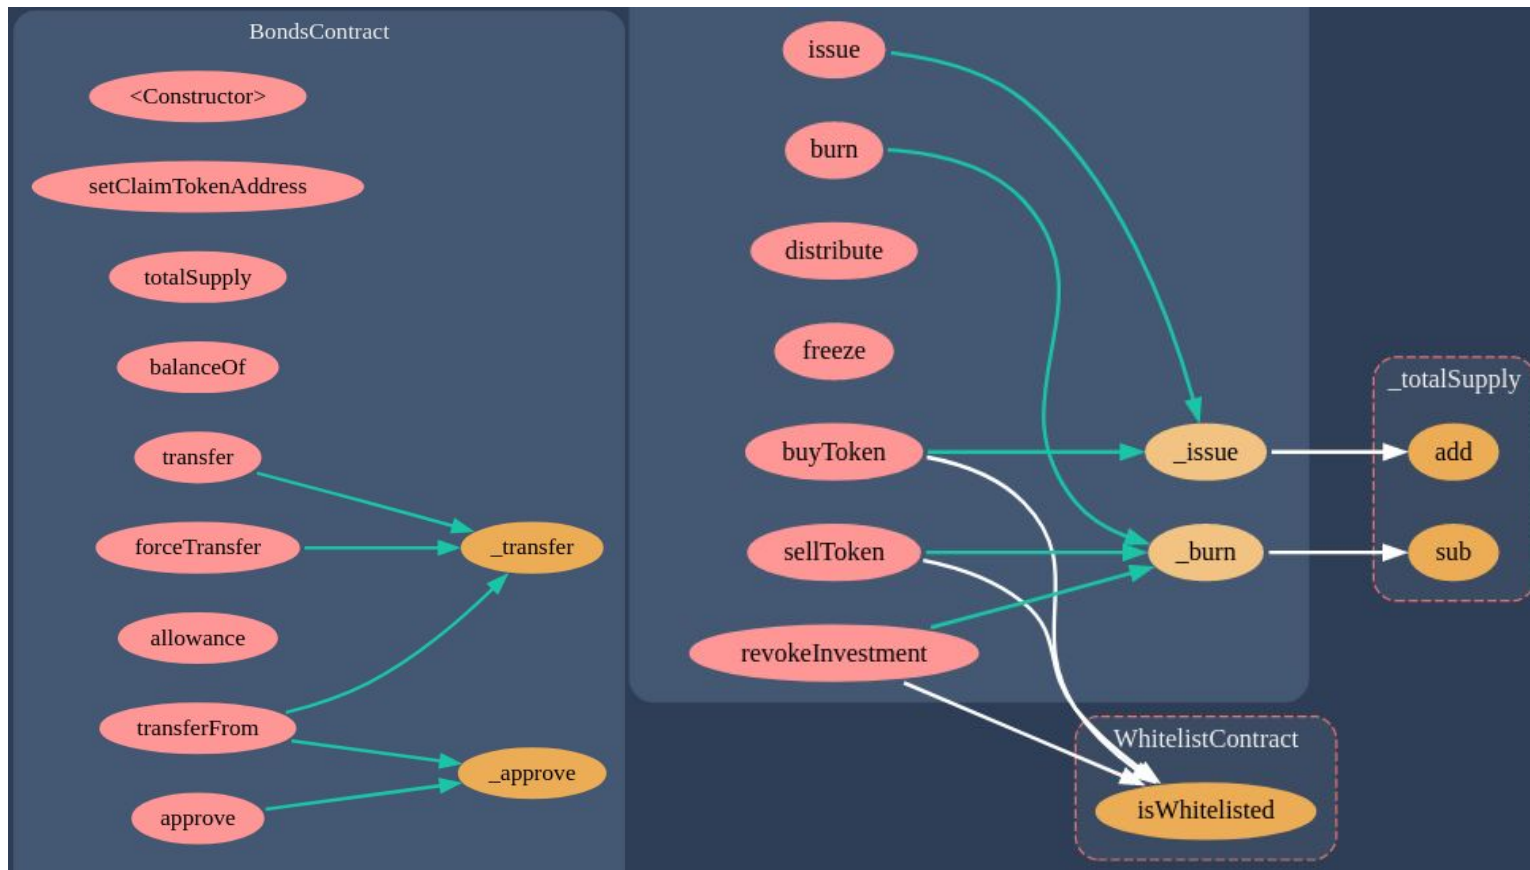 BondsContract
<Constructor>
setClaimTokenAddress
totalSupply
balanceOf
transfer
forceTransfer
_transfer
allowance
transferFrom
_approve
approve
issue
burn
distribute
freeze
buyToken
_issue
sellToken
_burn
revokeInvestment
_totalSupply
add
sub
WhitelistContract
isWhitelisted